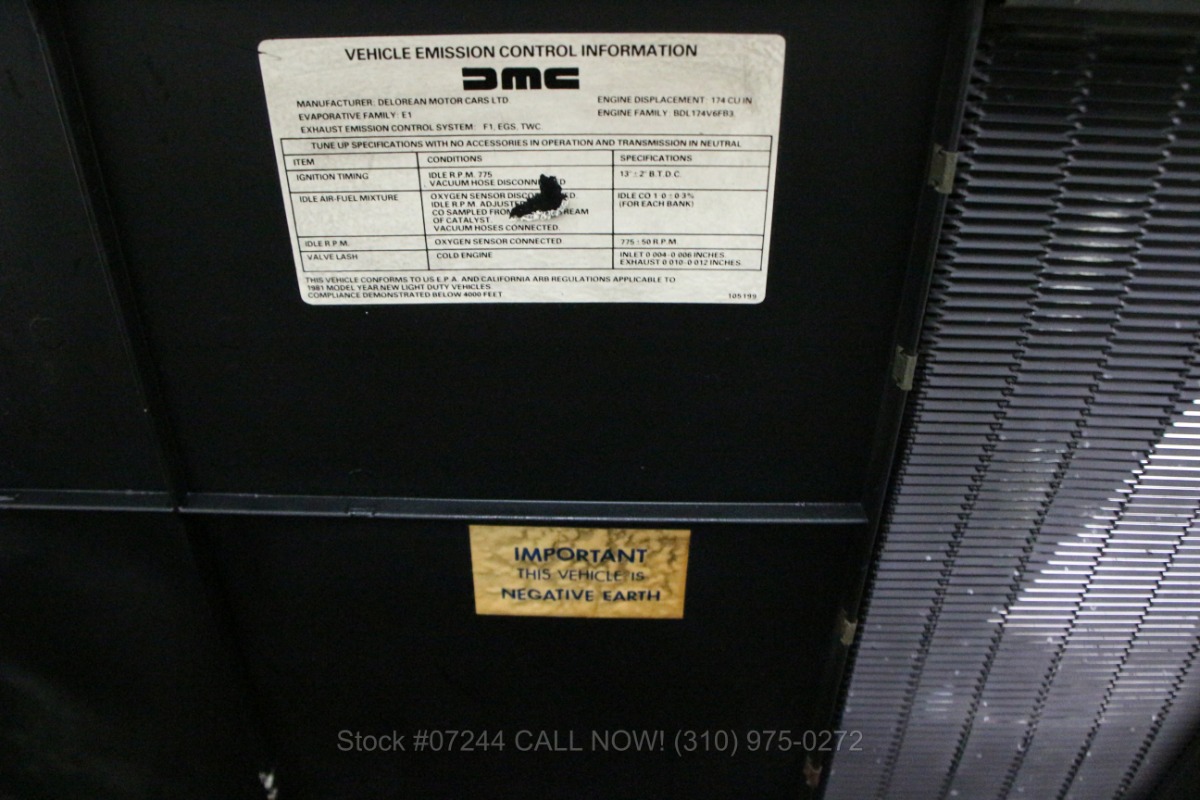 VEHICLE EMISSION CONTROL INFORMATION
DMC
MANUFACTURER: DELOREAN MOTOR CARS LTD
ENGINE DISPLACEMENT: 174 CU IN
EVAPORATIVE FAMILY: E1
ENGINE FAMILY: BDL174V6FB3
EXHAUST EMISSION CONTROL SYSTEM: F1, EGS, TWC.
TUNE UP SPECIFICATIONS WITH NO ACCESSORIES IN OPERATION AND TRANSMISSION IN NEUTRAL
ITEM CONDITIONS SPECIFICATIONS
IGNITION TIMING
IDLE R.P.M. 775
VACUUM HOSE
13° ± 2° B.T.D.C.
IDLE AIR-FUEL MIXTURE
OXYGEN SENSOR
IDLE R.P.M.
CO SAMPLED
OF CATALYST.
VACUUM HOSES CONNECTED.
IDLE CO 1.0 ± 0.3%
(FOR EACH BANK)
IDLE R.P.M. OXYGEN SENSOR CONNECTED 775 ± 50 R.P.M.
VALVE LASH COLD ENGINE
INLET 0.004-0.006 INCHES.
EXHAUST 0.010-0.012 INCHES.
THIS VEHICLE CONFORMS TO US E.P.A. AND CALIFORNIA ARB REGULATIONS APPLICABLE TO
1981 MODEL YEAR NEW LIGHT DUTY VEHICLES.
COMPLIANCE DEMONSTRATED BELOW 4000 FEET
105199
IMPORTANT
THIS VEHICLE IS
NEGATIVE EARTH
Stock #07244 CALL NOW! (310) 975-0272